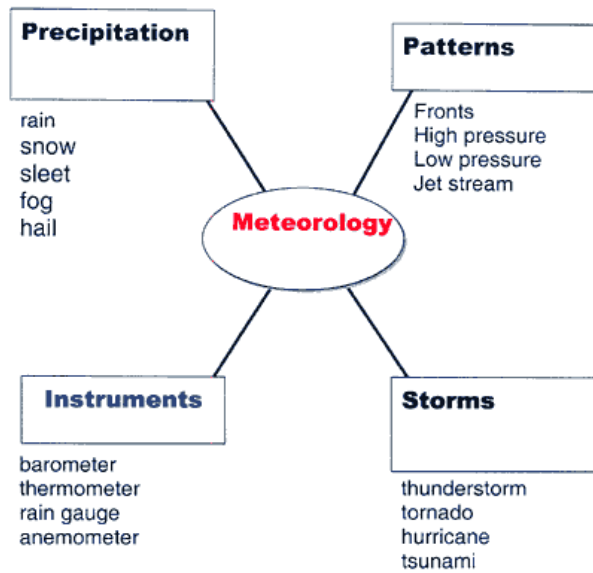 Precipitation
rain
snow
sleet
fog
hail
Patterns
Fronts
High pressure
Low pressure
Jet stream
Meteorology
Instruments
barometer
thermometer
rain gauge
anemometer
Storms
thunderstorm
tornado
hurricane
tsunami